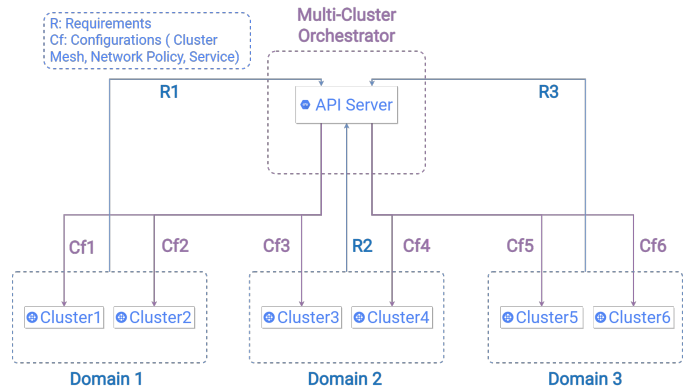 R: Requirements
Cf: Configurations ( Cluster
Mesh, Network Policy, Service)
Multi-Cluster
Orchestrator
API Server
R1
R3
Cf1
Cf2
Cf3
R2
Cf4
Cf5
Cf6
Cluster1
Cluster2
Cluster3
Cluster4
Cluster5
Cluster6
Domain 1
Domain 2
Domain 3